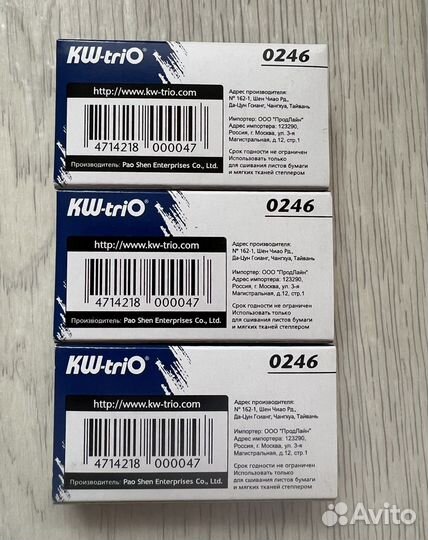 KW-triO®
0246
http://www.kw-trio.com
4714218 000047
Производитель: Pao Shen Enterprises Co., Ltd.
Адрес производителя:
№ 162-1, Шен Чиао Рд.,
Да-Цун Гсианг, Чангхуа, Тайвань
Импортер: ООО "ПродЛайн"
Адрес импортера: 123290,
Россия, г. Москва, ул. 3-я
Магистральная, д.12, стр.1
Срок годности не ограничен
Использовать только
для сшивания листов бумаги
и мягких тканей степлером
KW-triO®
0246
http://www.kw-trio.com
4714218 000047
Производитель: Pao Shen Enterprises Co., Ltd.
Адрес производителя:
№ 162-1, Шен Чиао Рд.,
Да-Цун Гсианг, Чангхуа, Тайвань
Импортер: ООО "ПродЛайн"
Адрес импортера: 123290,
Россия, г. Москва, ул. 3-я
Магистральная, д.12, стр.1
Срок годности не ограничен
Использовать только
для сшивания листов бумаги
и мягких тканей степлером
KW-triO®
0246
http://www.kw-trio.com
4714218 000047
Производитель: Pao Shen Enterprises Co., Ltd.
Адрес производителя:
№ 162-1, Шен Чиао Рд.,
Да-Цун Гсианг, Чангхуа, Тайвань
Импортер: ООО "ПродЛайн"
Адрес импортера: 123290,
Россия, г. Москва, ул. 3-я
Магистральная, д.12, стр.1
Срок годности не ограничен
Использовать только
для сшивания листов бумаги
и мягких тканей степлером
Avito